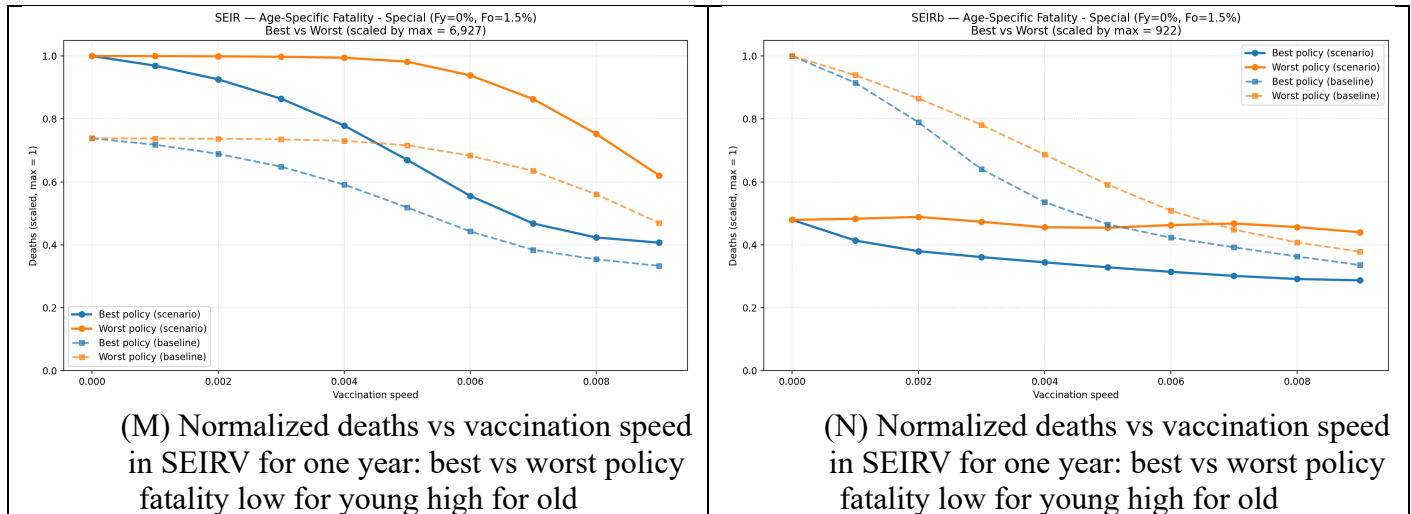 SEIR — Age-Specific Fatality - Special (Fy=0%, Fo=1.5%)
Best vs Worst (scaled by max = 6,927)
Deaths (scaled, max = 1)
1.0
0.8
0.6
0.4
0.2
0.0
Best policy (scenario)
Worst policy (scenario)
Best policy (baseline)
Worst policy (baseline)
0.000
0.002
0.004
0.006
0.008
Vaccination speed
(M) Normalized deaths vs vaccination speed
in SEIRV for one year: best vs worst policy
fatality low for young high for old
SEIRb — Age-Specific Fatality - Special (Fy=0%, Fo=1.5%)
Best vs Worst (scaled by max = 922)
Deaths (scaled, max = 1)
1.0
0.8
0.6
0.4
0.2
0.0
Best policy (scenario)
Worst policy (scenario)
Best policy (baseline)
Worst policy (baseline)
0.000
0.002
0.004
0.006
0.008
Vaccination speed
(N) Normalized deaths vs vaccination speed
in SEIRV for one year: best vs worst policy
fatality low for young high for old